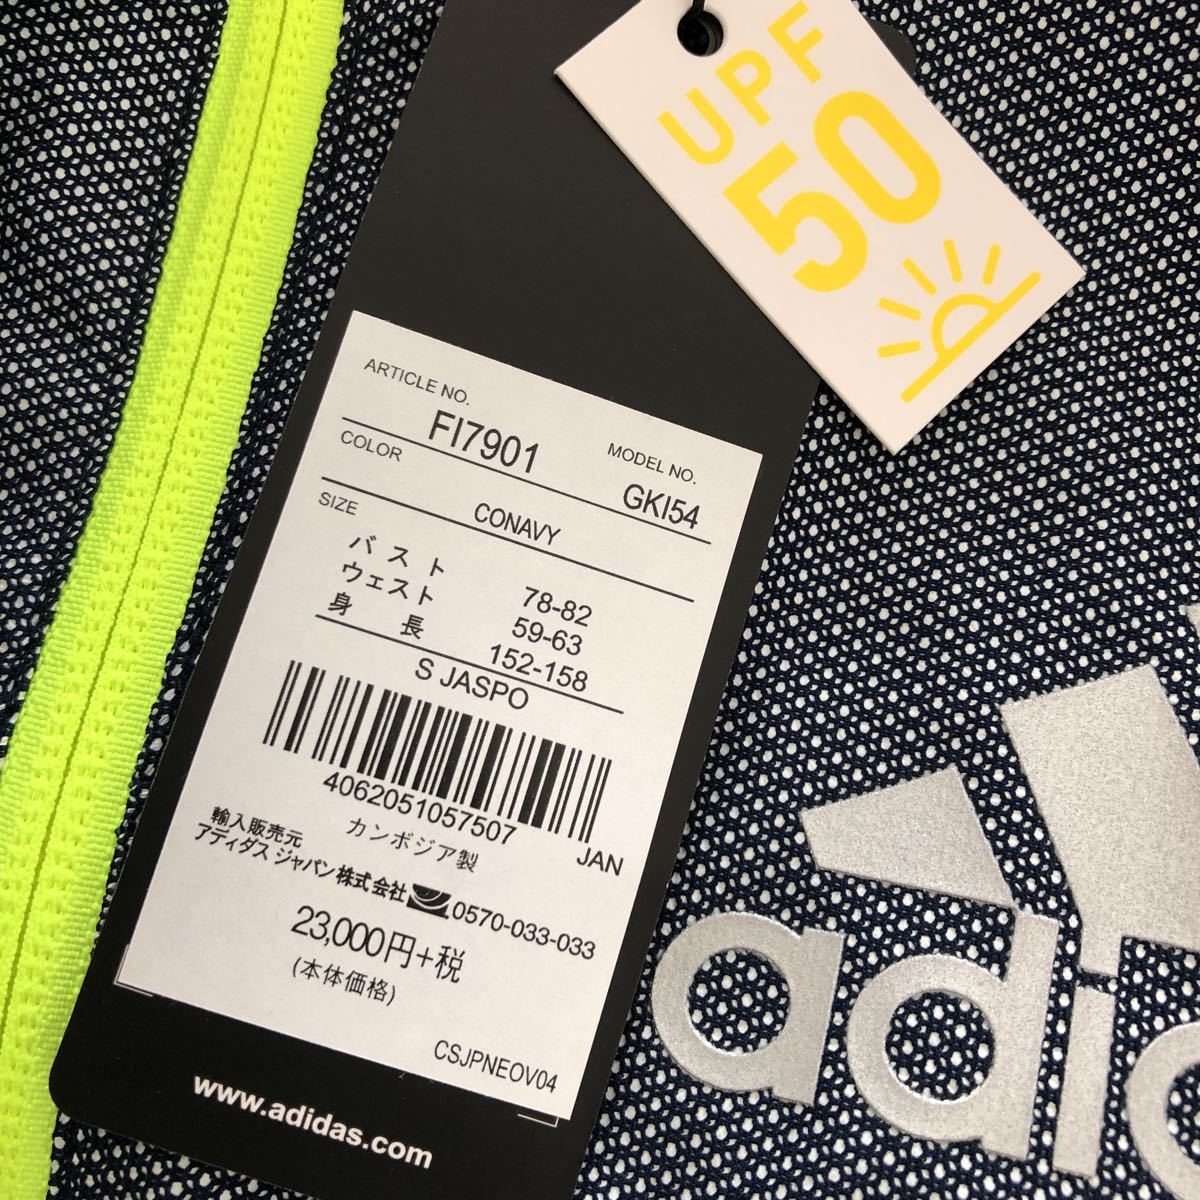 UPF
50
ARTICLE NO.
FI7901
MODEL NO.
GKI54
COLOR
CONAVY
SIZE
バスト 78-82
ウェスト 59-63
身長 152-158
S JASPO
4062051057507
JAN
カンボジア製
輸入販売元
アディダス ジャパン株式会社 0570-033-033
23,000円+税
(本体価格)
CSJPNEOV04
www.adidas.com
adi